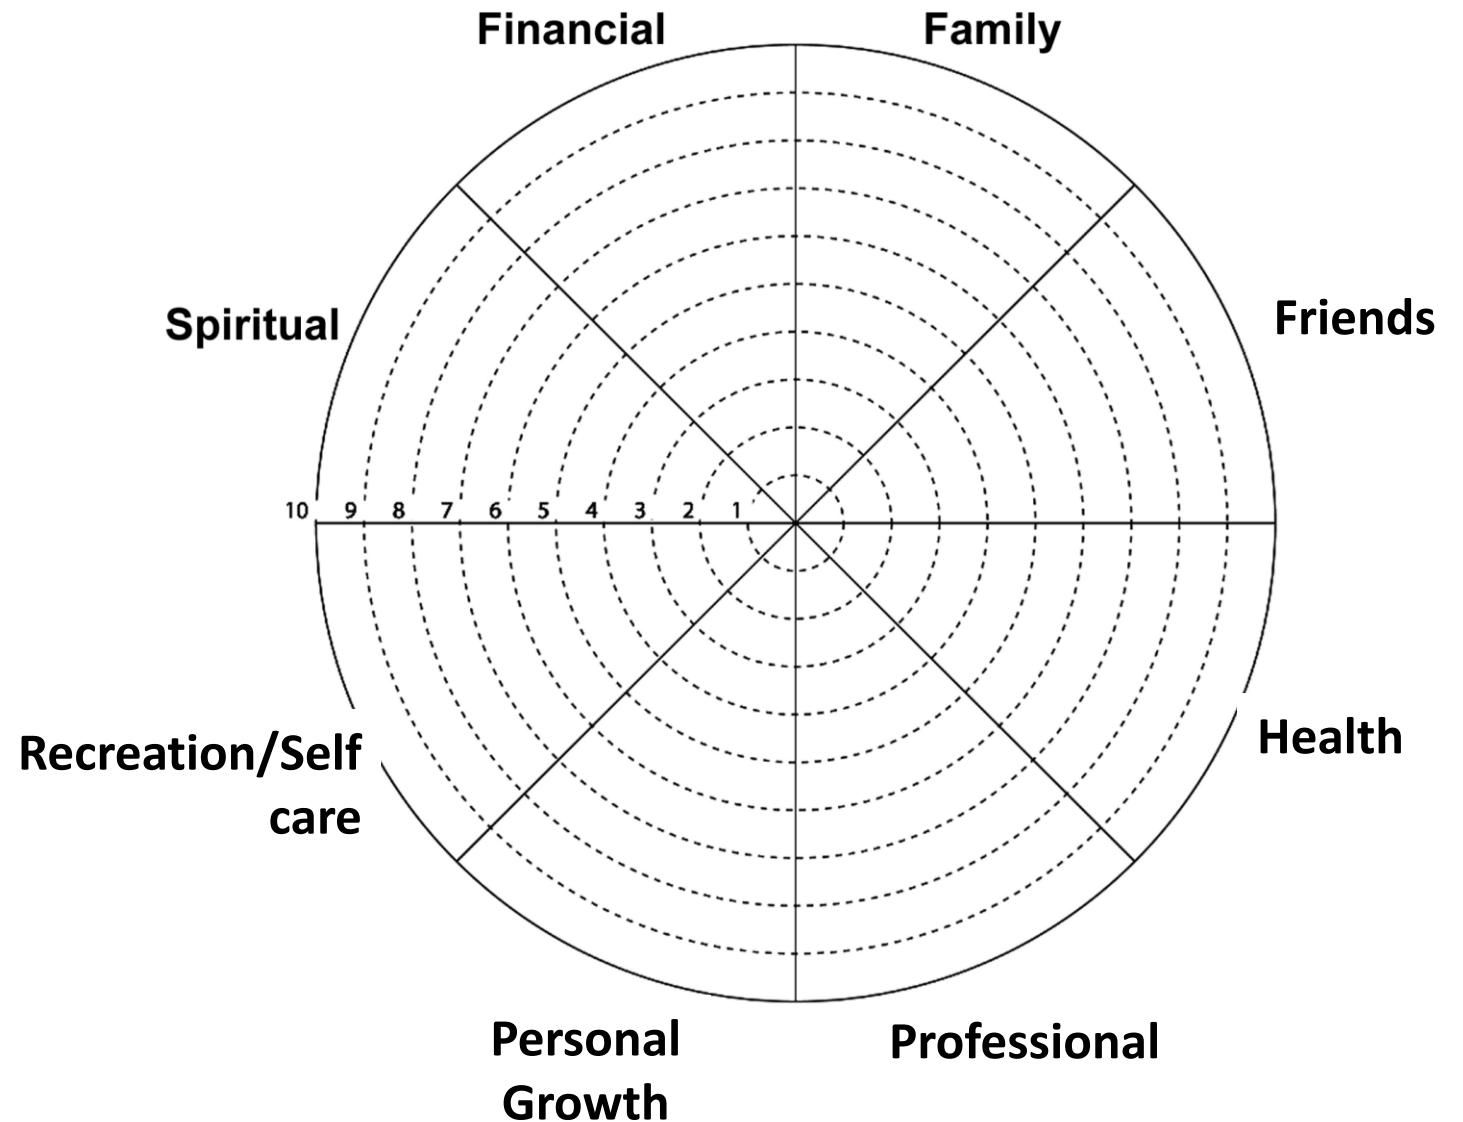 Financial
Family
Spiritual
Friends
10 9 8 7 6 5 4 3 2 1
Recreation/Self
care
Health
Personal
Growth
Professional